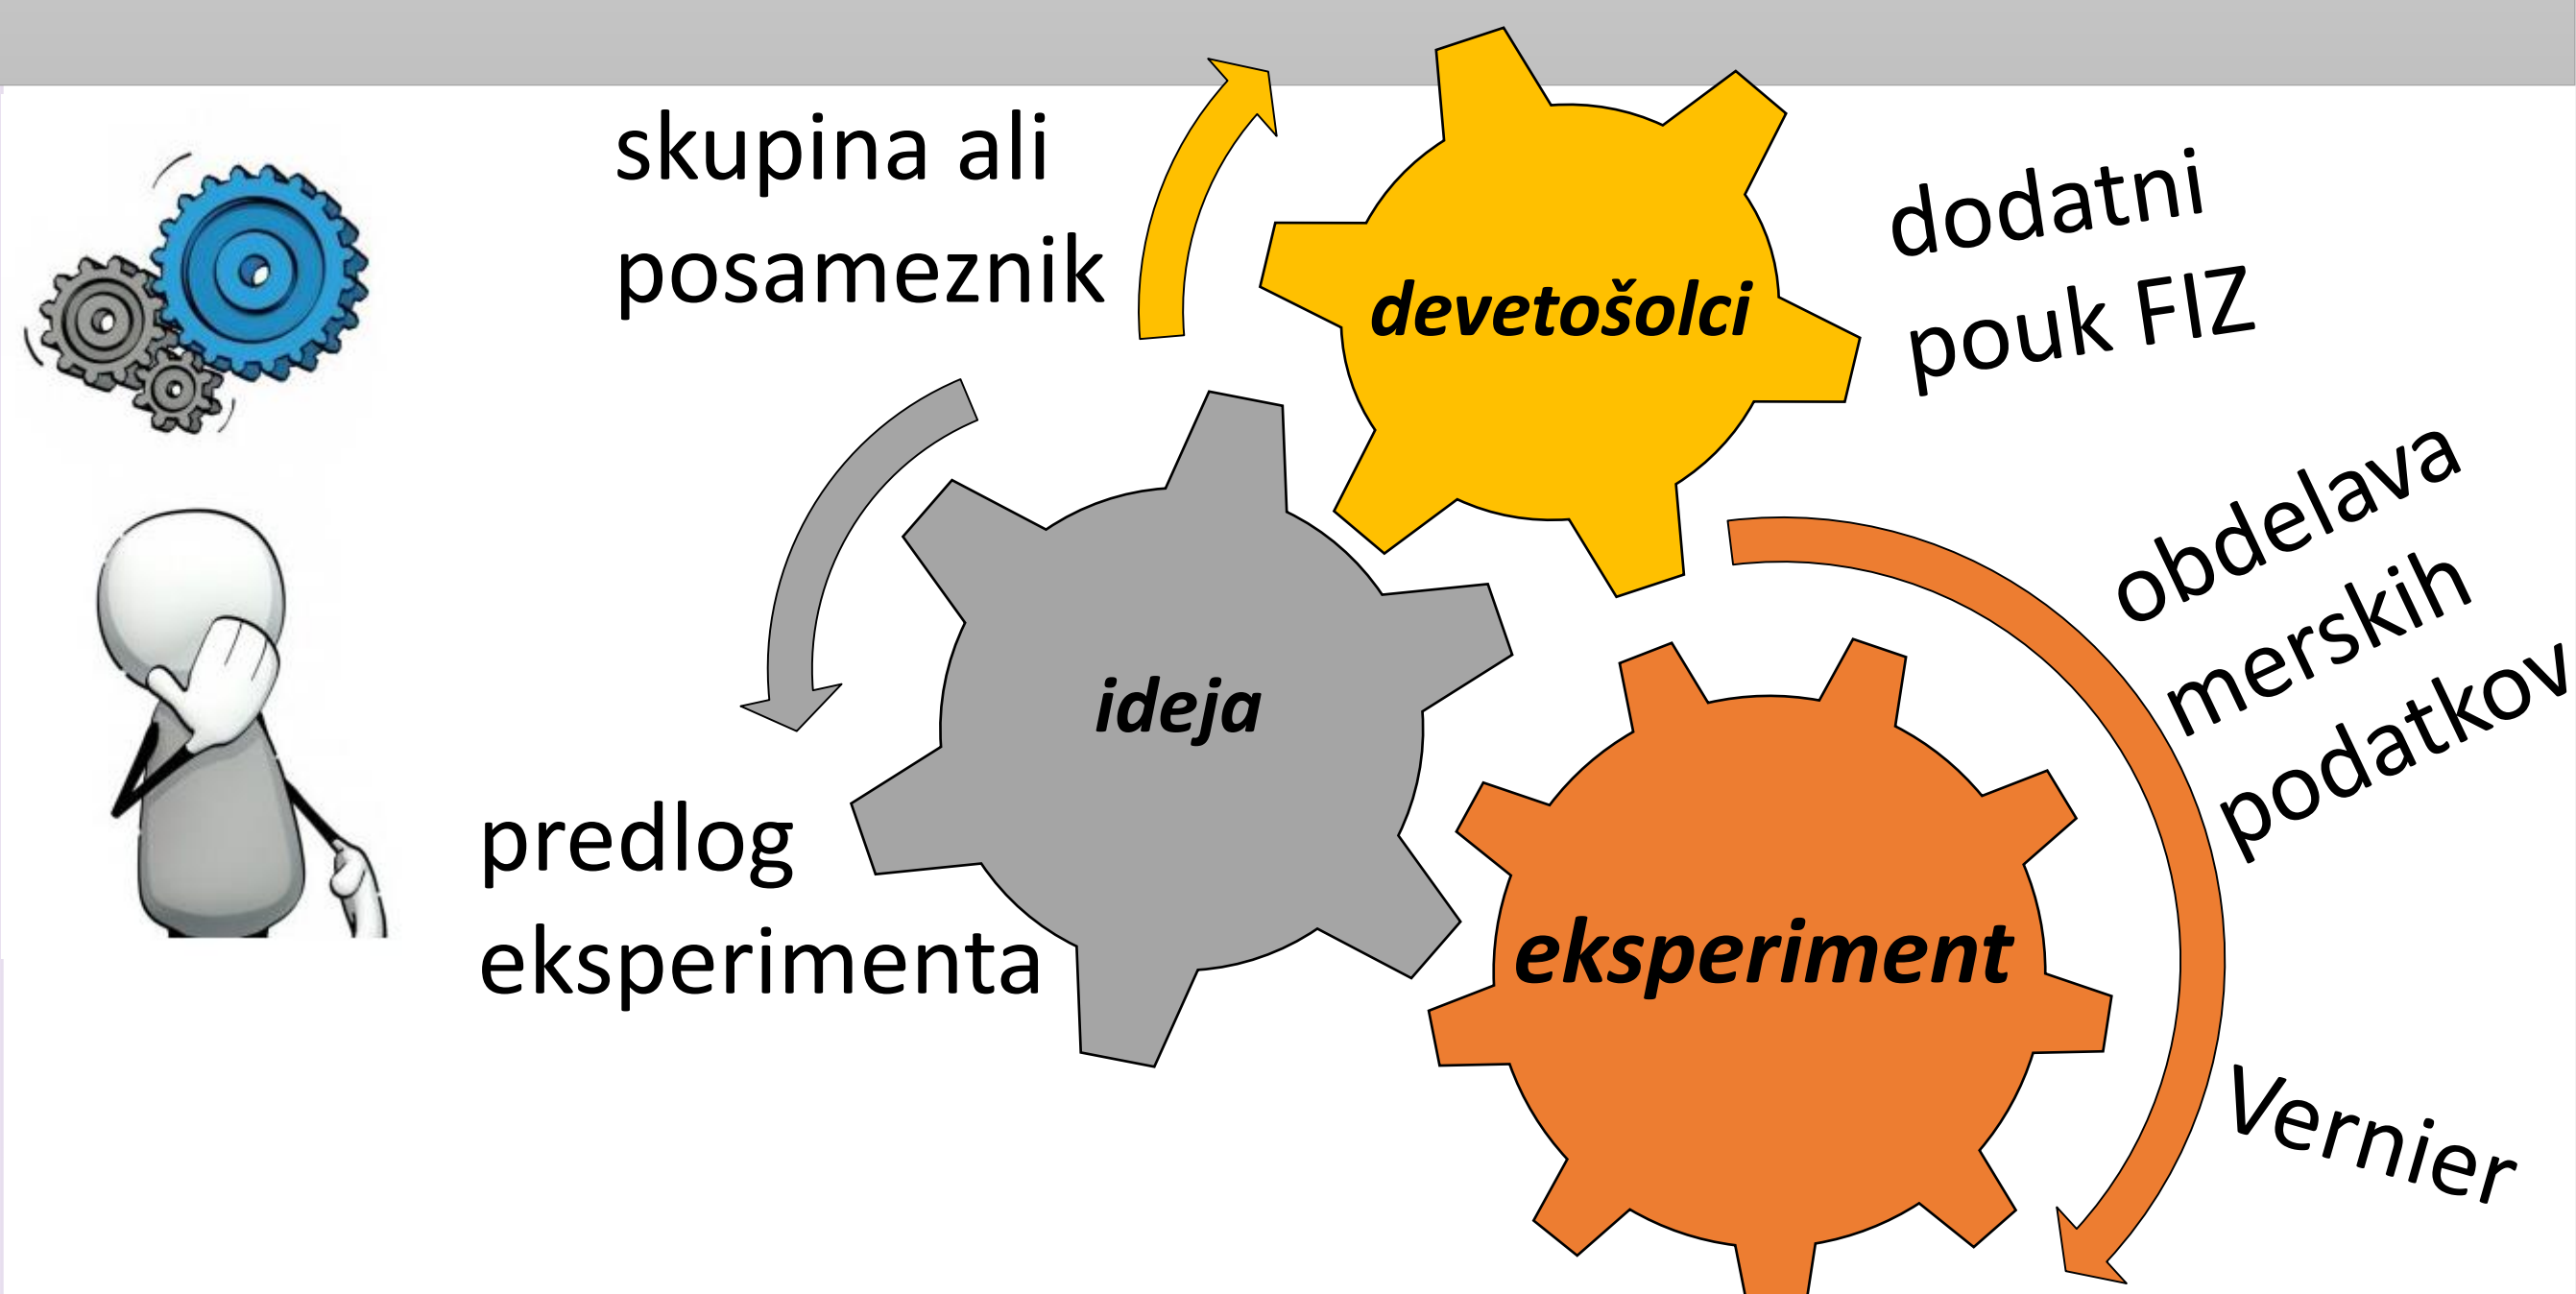 skupina ali
posameznik
devetošolci
dodatni
pouk FIZ
ideja
predlog
eksperimenta
eksperiment
obdelava
merskih
podatkov
Vernier